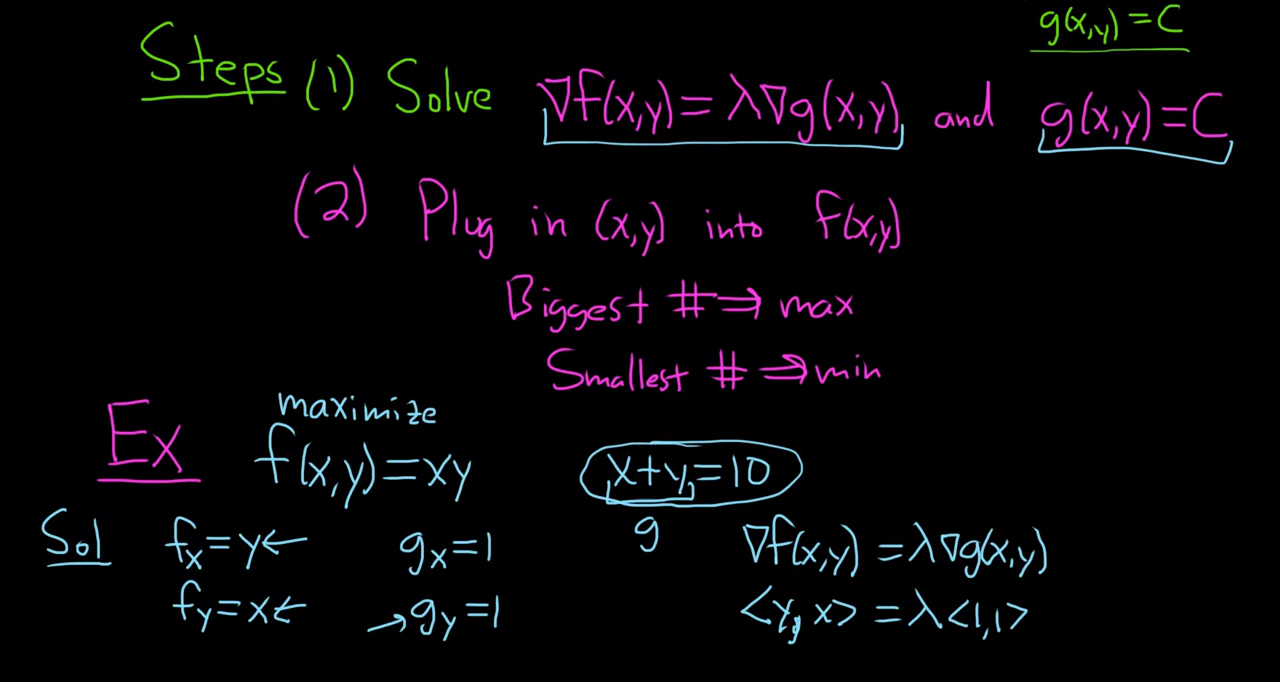 g(x,y) = C
Steps (1) Solve ∇f(x,y) = λ∇g(x,y) and g(x,y) = C
(2) Plug in (x,y) into f(x,y)
Biggest # ⇒ max
Smallest # ⇒ min
Ex maximize
f(x,y) = xy x+y=10
g
Sol fx = y ← gx = 1 ∇f(x,y) = λ∇g(x,y)
fy = x ← → gy = 1 <y, x> = λ<1,1>